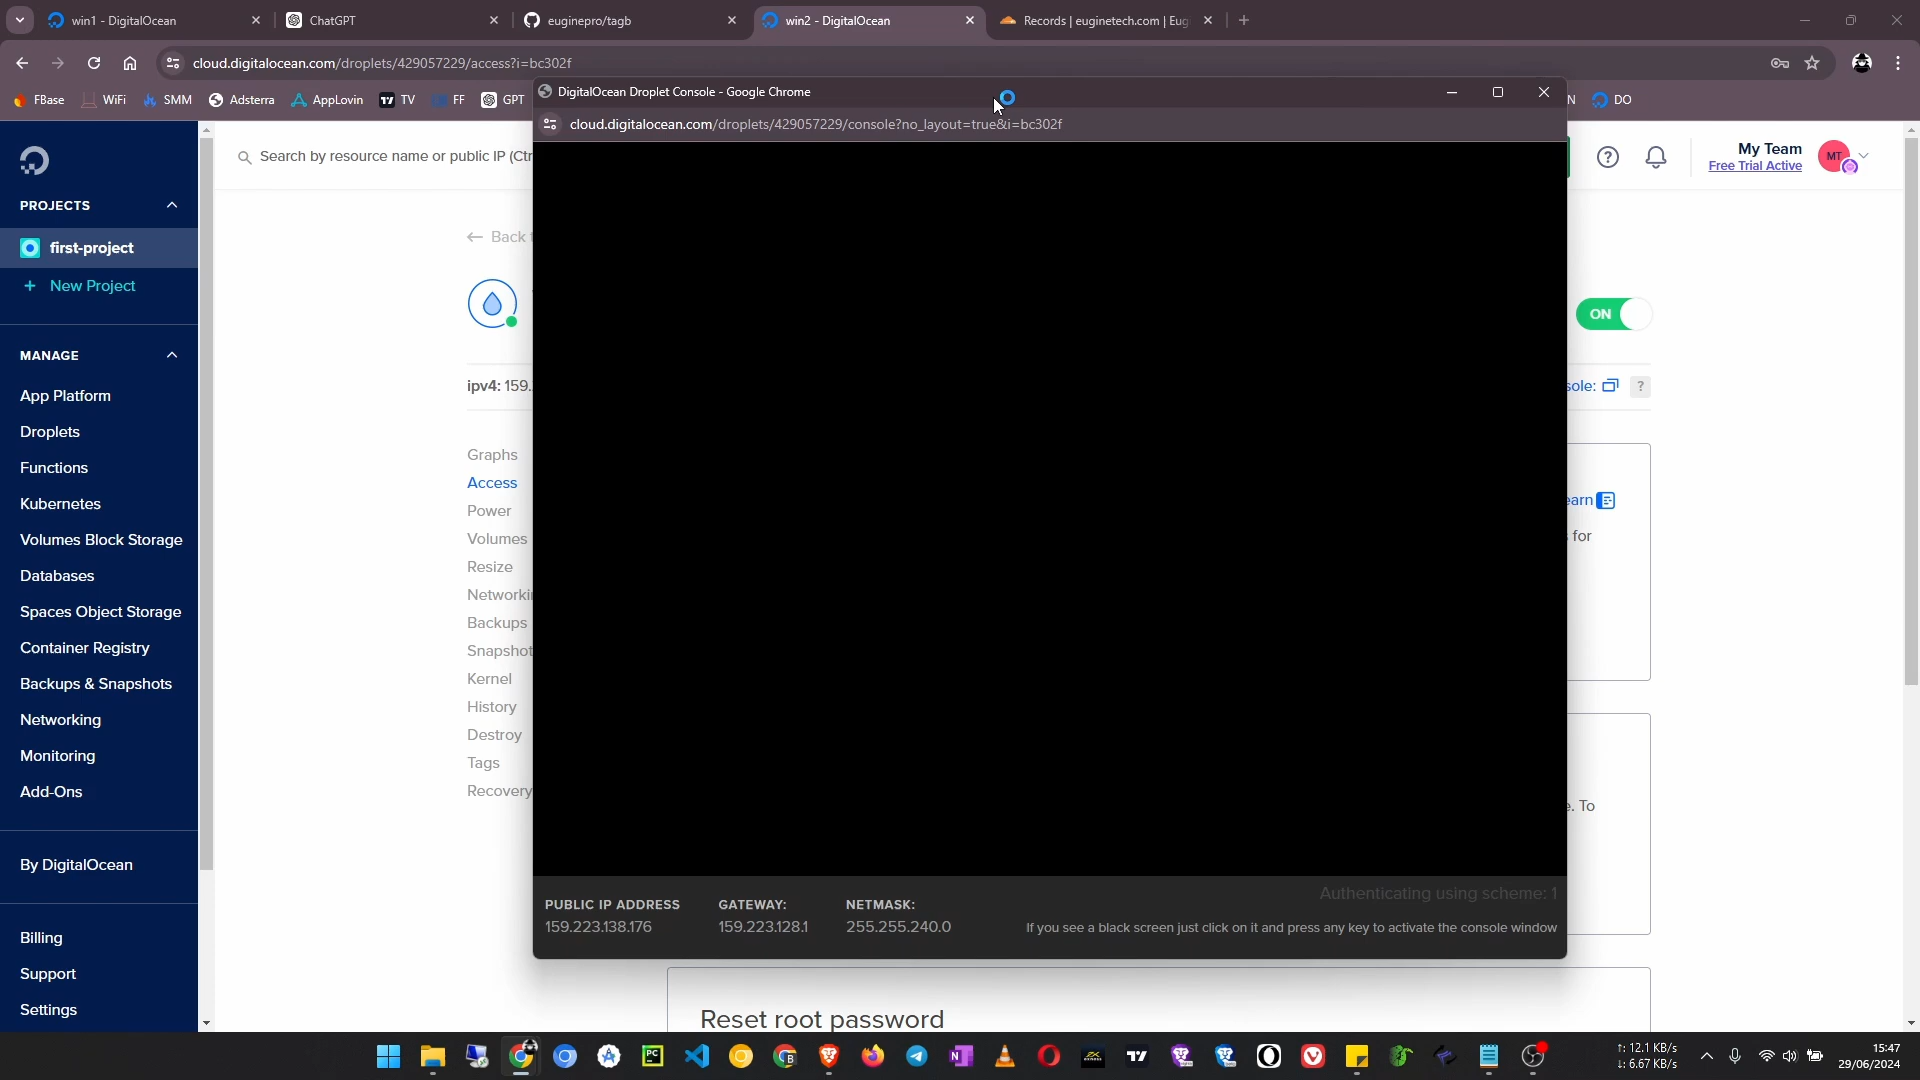 win1 - DigitalOcean
ChatGPT
euginepro/tagb
win2 - DigitalOcean
Records | euginetech.com | Eug
cloud.digitalocean.com/droplets/429057229/access?i=bc302f
FBase
WiFi
SMM
Adsterra
AppLovin
TV
FF
GPT
N
DO
DigitalOcean Droplet Console - Google Chrome
cloud.digitalocean.com/droplets/429057229/console?no_layout=true&i=bc302f
Search by resource name or public IP (Ctr
My Team
Free Trial Active
MT
PROJECTS
first-project
New Project
MANAGE
App Platform
Droplets
Functions
Kubernetes
Volumes Block Storage
Databases
Spaces Object Storage
Container Registry
Backups & Snapshots
Networking
Monitoring
Add-Ons
By DigitalOcean
Billing
Support
Settings
Back t
ON
ipv4: 159.
sole:
?
Graphs
Access
Power
Volumes
Resize
Networki
Backups
Snapshot
Kernel
History
Destroy
Tags
Recovery
earn
s for
e. To
Authenticating using scheme: 1
PUBLIC IP ADDRESS
159.223.138.176
GATEWAY:
159.223.128.1
NETMASK:
255.255.240.0
If you see a black screen just click on it and press any key to activate the console window
Reset root password
↑: 12.1 KB/s
↓: 6.67 KB/s
15:47
29/06/2024